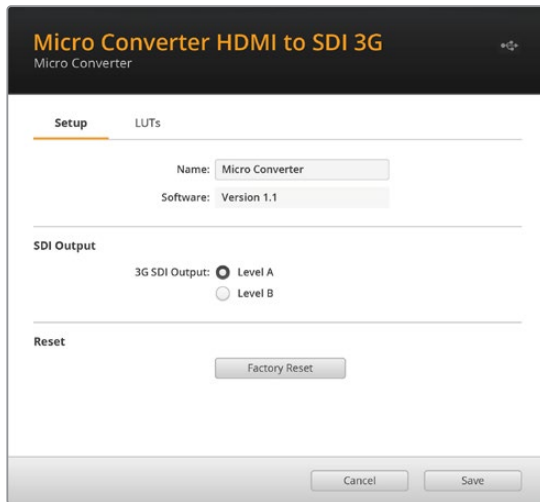 Micro Converter HDMI to SDI 3G
Micro Converter
Setup LUTs
Name: Micro Converter
Software: Version 1.1
SDI Output
3G SDI Output: Level A
Level B
Reset
Factory Reset
Cancel Save